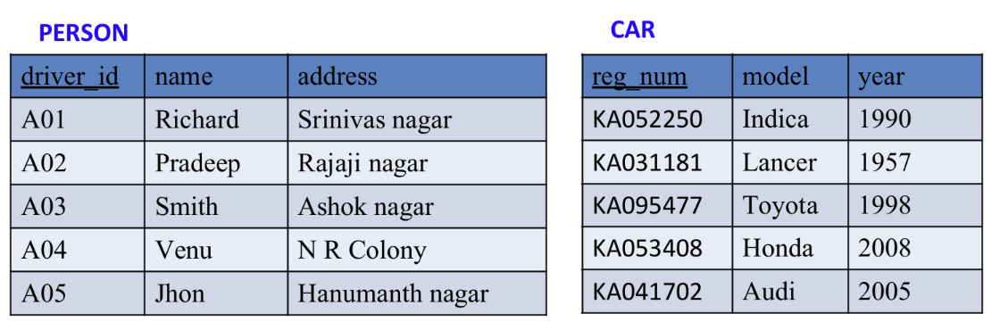 PERSON
driver_id name address
A01 Richard Srinivas nagar
A02 Pradeep Rajaji nagar
A03 Smith Ashok nagar
A04 Venu N R Colony
A05 Jhon Hanumanth nagar
CAR
reg_num model year
KA052250 Indica 1990
KA031181 Lancer 1957
KA095477 Toyota 1998
KA053408 Honda 2008
KA041702 Audi 2005